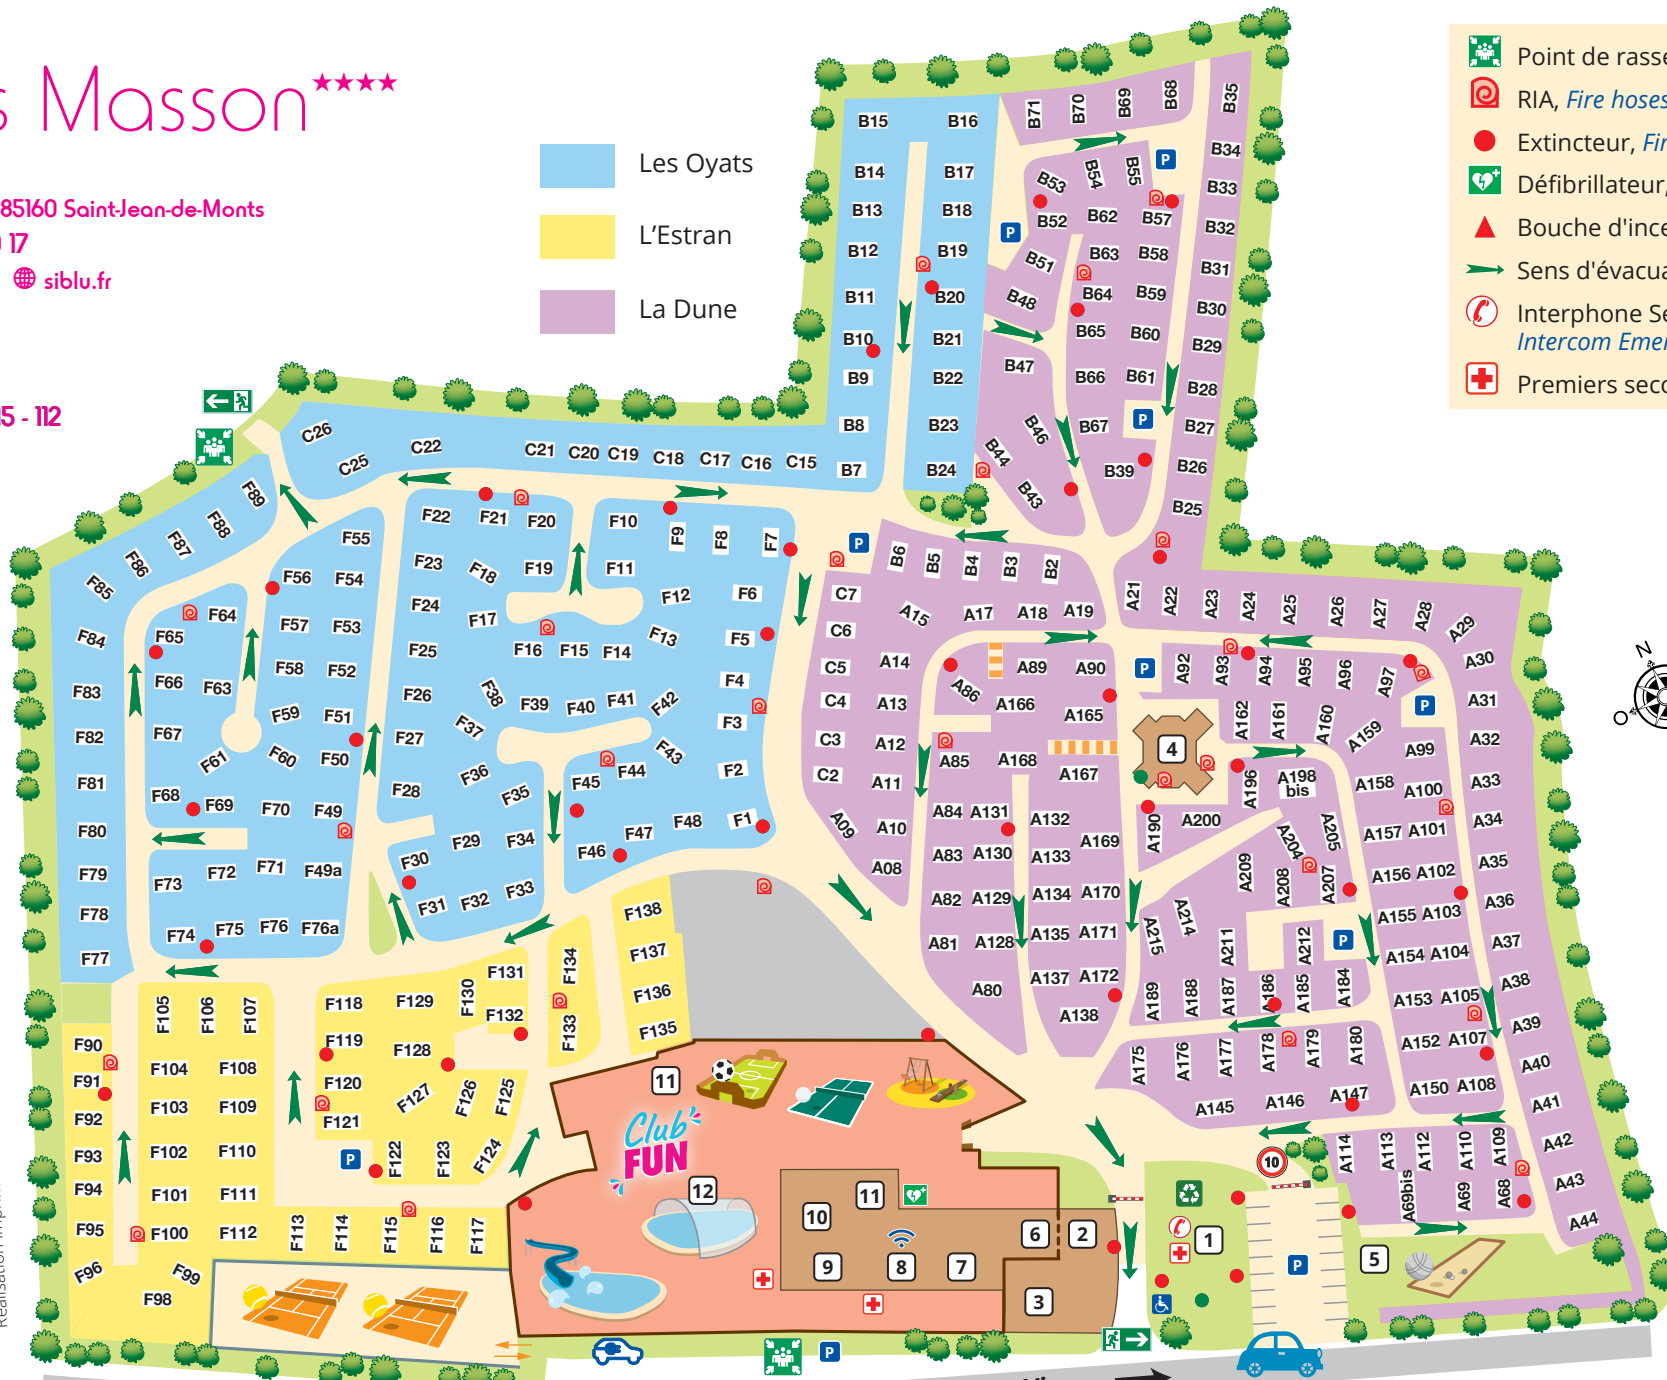 s Masson
85160 Saint-Jean-de-Monts
17
siblu.fr
15 - 112
Les Oyats
L'Estran
La Dune
Point de rasse
RIA, Fire hoses
Extincteur, Fir
Défibrillateur,
Bouche d'ince
Sens d'évacua
Interphone Se
Intercom Emer
Premiers seco
B15 B16 B71 B70 B69 B68 B35
B14 B17 B53 B54 B55 P B34
B13 B18 B52 B62 B57 B33
B12 B19 P B51 B63 B58 B32
B11 B20 B48 B64 B59 B31 B30
B10 B21 B65 B60 B29
B9 B22 B47 B66 B61 B28
B8 B23 B46 B67 P B27
B7 B24 B44 B43 B39 B26 B25
C26 C25 C22 C21 C20 C19 C18 C17 C16 C15
F89 F88 F87 F86 F85 F84 F83 F82 F81 F80 F79 F78 F77
F55 F56 F54 F57 F53 F58 F52 F59 F51 F60 F50 F61
F64 F65 F66 F63 F67 F68 F69 F70 F49
F73 F72 F71 F49a F74 F75 F76 F76a
F22 F21 F20 F23 F18 F19 F24 F17 F25 F16 F15 F14
F10 F9 F8 F7 F11 F12 F6 F13 F5 F4 F3 F2 F1
F26 F38 F39 F40 F41 F42 F27 F37 F43 F28 F36 F35 F45 F44
F29 F34 F30 F31 F32 F33 F46 F47 F48
P B6 B5 B4 B3 B2
C7 C6 C5 C4 C3 C2
A15 A17 A18 A19 A14 A13 A12 A11 A09 A10 A08
A21 A22 A23 A24 A25 A26 A27 A28 A29
A30 A31 A32 A33 A34 A35 A36 A37 A38 A39 A40 A41 A42 A43 A44
A89 A90 A86 A166 A165 A85 A168 A167
A84 A131 A132 A169 A83 A130 A133 A82 A129 A134 A170
A81 A128 A135 A171 A80 A137 A172 A138
P A92 A93 A94 A95 A96 A97 P
4 A162 A161 A160 A159 A99
A196 A198 bis A158 A100
A190 A200 A204 A205 A157 A101
A209 A208 A207 A156 A102
A215 A214 A211 A212 P A155 A103 A154 A104
A189 A188 A187 A186 A185 A184 A153 A105
A175 A176 A177 A178 A179 A180 A152 A107
A145 A146 A147 A150 A108
A114 A113 A112 A110 A109
A69bis A69 A68
N
O
F138 F137 F136 F135 F134 F133
F131 F130 F132 F118 F129 F119 F128 F120 F127 F126 F125 F121
P F122 F123 F124
F105 F106 F107 F104 F108 F103 F109 F102 F110 F101 F111 F100 F112
F113 F114 F115 F116 F117
F90 F91 F92 F93 F94 F95 F96 F99 F98
11
Club
FUN
12 11
10 6 2
9 8 7
3
10
1
P
5
P